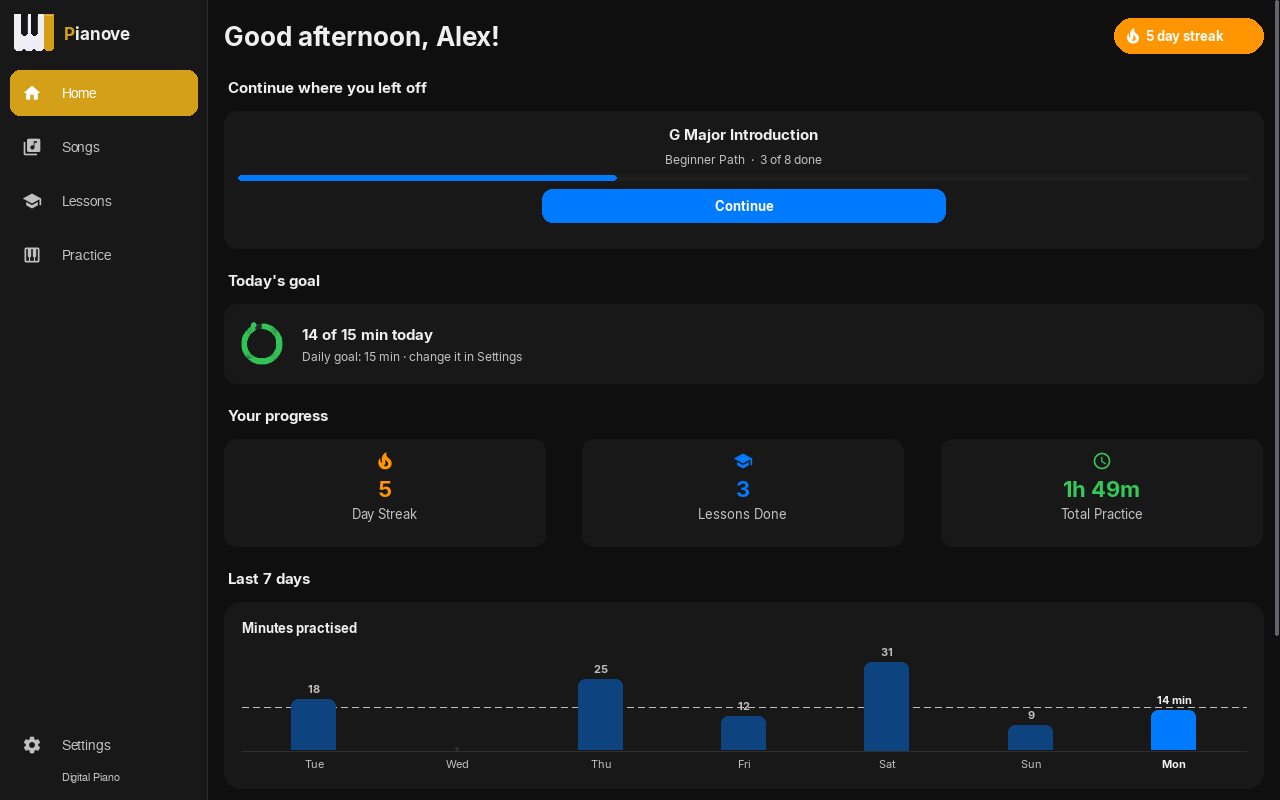 Pianove
Home
Songs
Lessons
Practice
Settings
Digital Piano
Good afternoon, Alex!
5 day streak
Continue where you left off
G Major Introduction
Beginner Path · 3 of 8 done
Continue
Today's goal
14 of 15 min today
Daily goal: 15 min · change it in Settings
Your progress
5
Day Streak
3
Lessons Done
1h 49m
Total Practice
Last 7 days
Minutes practised
18
25
12
31
9
14 min
Tue
Wed
Thu
Fri
Sat
Sun
Mon